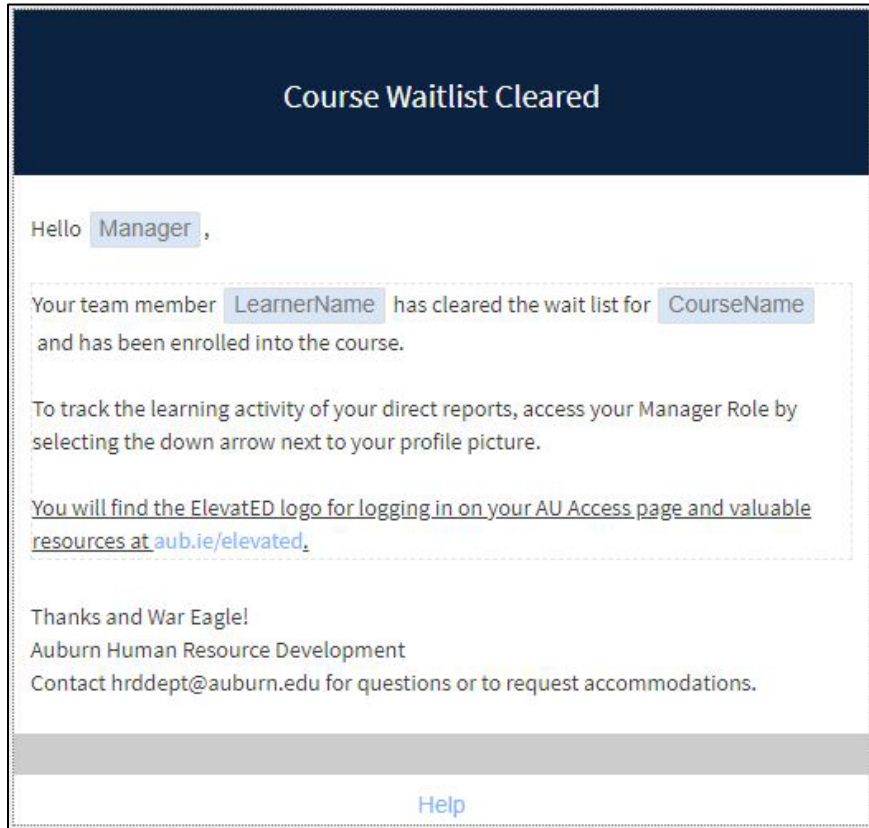 Course Waitlist Cleared
Hello Manager ,
Your team member LearnerName has cleared the wait list for CourseName
and has been enrolled into the course.
To track the learning activity of your direct reports, access your Manager Role by
selecting the down arrow next to your profile picture.
You will find the ElevatED logo for logging in on your AU Access page and valuable
resources at aub.ie/elevated.
Thanks and War Eagle!
Auburn Human Resource Development
Contact hrddept@auburn.edu for questions or to request accommodations.
Help